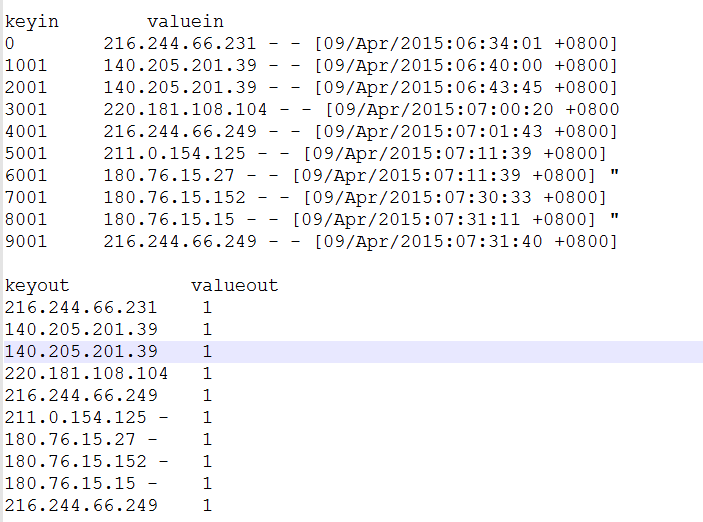 keyin valuein
0 216.244.66.231 - - [09/Apr/2015:06:34:01 +0800]
1001 140.205.201.39 - - [09/Apr/2015:06:40:00 +0800]
2001 140.205.201.39 - - [09/Apr/2015:06:43:45 +0800]
3001 220.181.108.104 - - [09/Apr/2015:07:00:20 +0800
4001 216.244.66.249 - - [09/Apr/2015:07:01:43 +0800]
5001 211.0.154.125 - - [09/Apr/2015:07:11:39 +0800]
6001 180.76.15.27 - - [09/Apr/2015:07:11:39 +0800] "
7001 180.76.15.152 - - [09/Apr/2015:07:30:33 +0800]
8001 180.76.15.15 - - [09/Apr/2015:07:31:11 +0800] "
9001 216.244.66.249 - - [09/Apr/2015:07:31:40 +0800]
keyout valueout
216.244.66.231 1
140.205.201.39 1
140.205.201.39 1
220.181.108.104 1
216.244.66.249 1
211.0.154.125 - 1
180.76.15.27 - 1
180.76.15.152 - 1
180.76.15.15 - 1
216.244.66.249 1